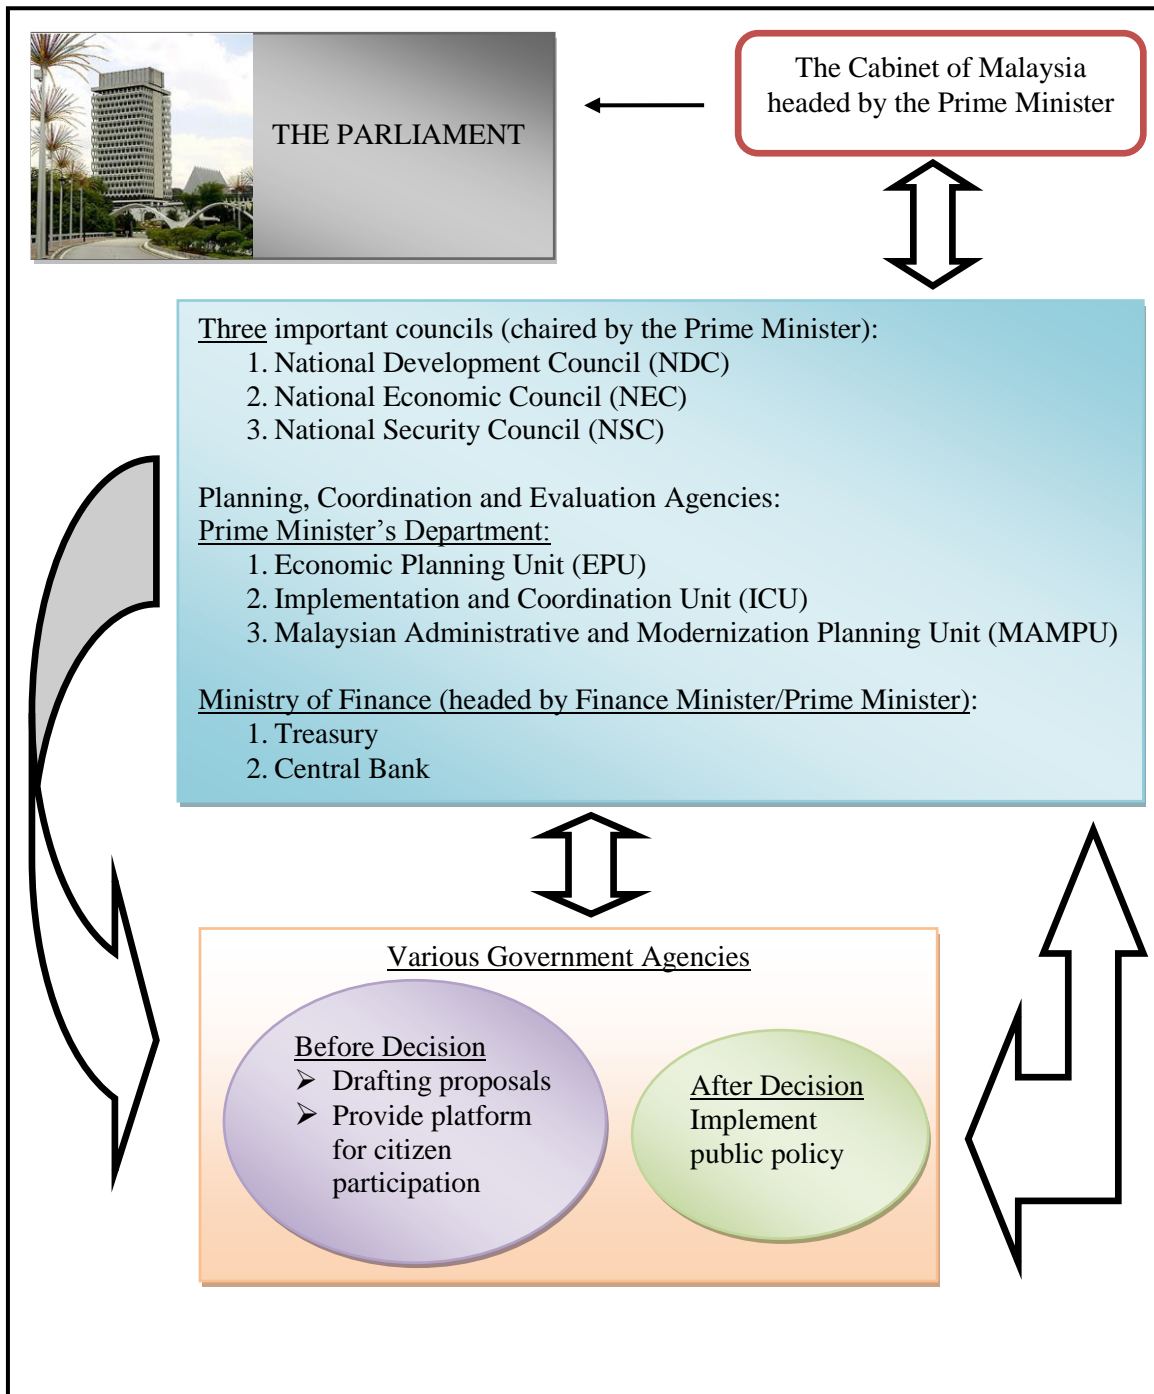 THE PARLIAMENT
The Cabinet of Malaysia
headed by the Prime Minister
Three important councils (chaired by the Prime Minister):
1. National Development Council (NDC)
2. National Economic Council (NEC)
3. National Security Council (NSC)
Planning, Coordination and Evaluation Agencies:
Prime Minister’s Department:
1. Economic Planning Unit (EPU)
2. Implementation and Coordination Unit (ICU)
3. Malaysian Administrative and Modernization Planning Unit (MAMPU)
Ministry of Finance (headed by Finance Minister/Prime Minister):
1. Treasury
2. Central Bank
Various Government Agencies
Before Decision
➢ Drafting proposals
➢ Provide platform
for citizen
participation
After Decision
Implement
public policy